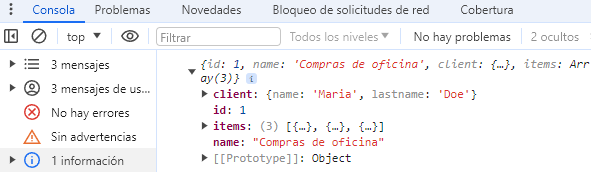 Consola Problemas Novedades Bloqueo de solicitudes de red Cobertura
top Filtrar Todos los niveles No hay problemas 2 ocultos
3 mensajes
3 mensajes de us...
No hay errores
Sin advertencias
1 información
{id: 1, name: 'Compras de oficina', client: {…}, items: Arr
ay(3)} i
client: {name: 'Maria', lastname: 'Doe'}
id: 1
items: (3) [{…}, {…}, {…}]
name: "Compras de oficina"
[[Prototype]]: Object